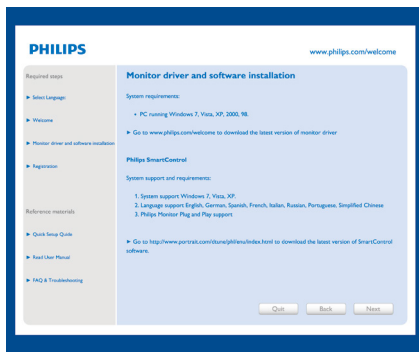 PHILIPS
www.philips.com/welcome
Required steps
► Select Language:
► Welcome
► Monitor driver and software installation
► Registration
Reference materials
► Quick Setup Quide
► Read User Manual
► FAQ & Troubleshooting
Monitor driver and software installation
System requirements:
• PC running Windows 7, Vista, XP, 2000, 98.
► Go to www.philips.com/welcome to download the latest version of monitor driver
Philips SmartControl
System support and requirements:
1. System support Windows 7, Vista, XP.
2. Language support English, German, Spanish, French, Italian, Russian, Portuguese, Simplified Chinese
3. Philips Monitor Plug and Play support
► Go to http://www.portrait.com/dtune/phl/enu/index.html to download the latest version of SmartControl
software.
Quit
Back
Next